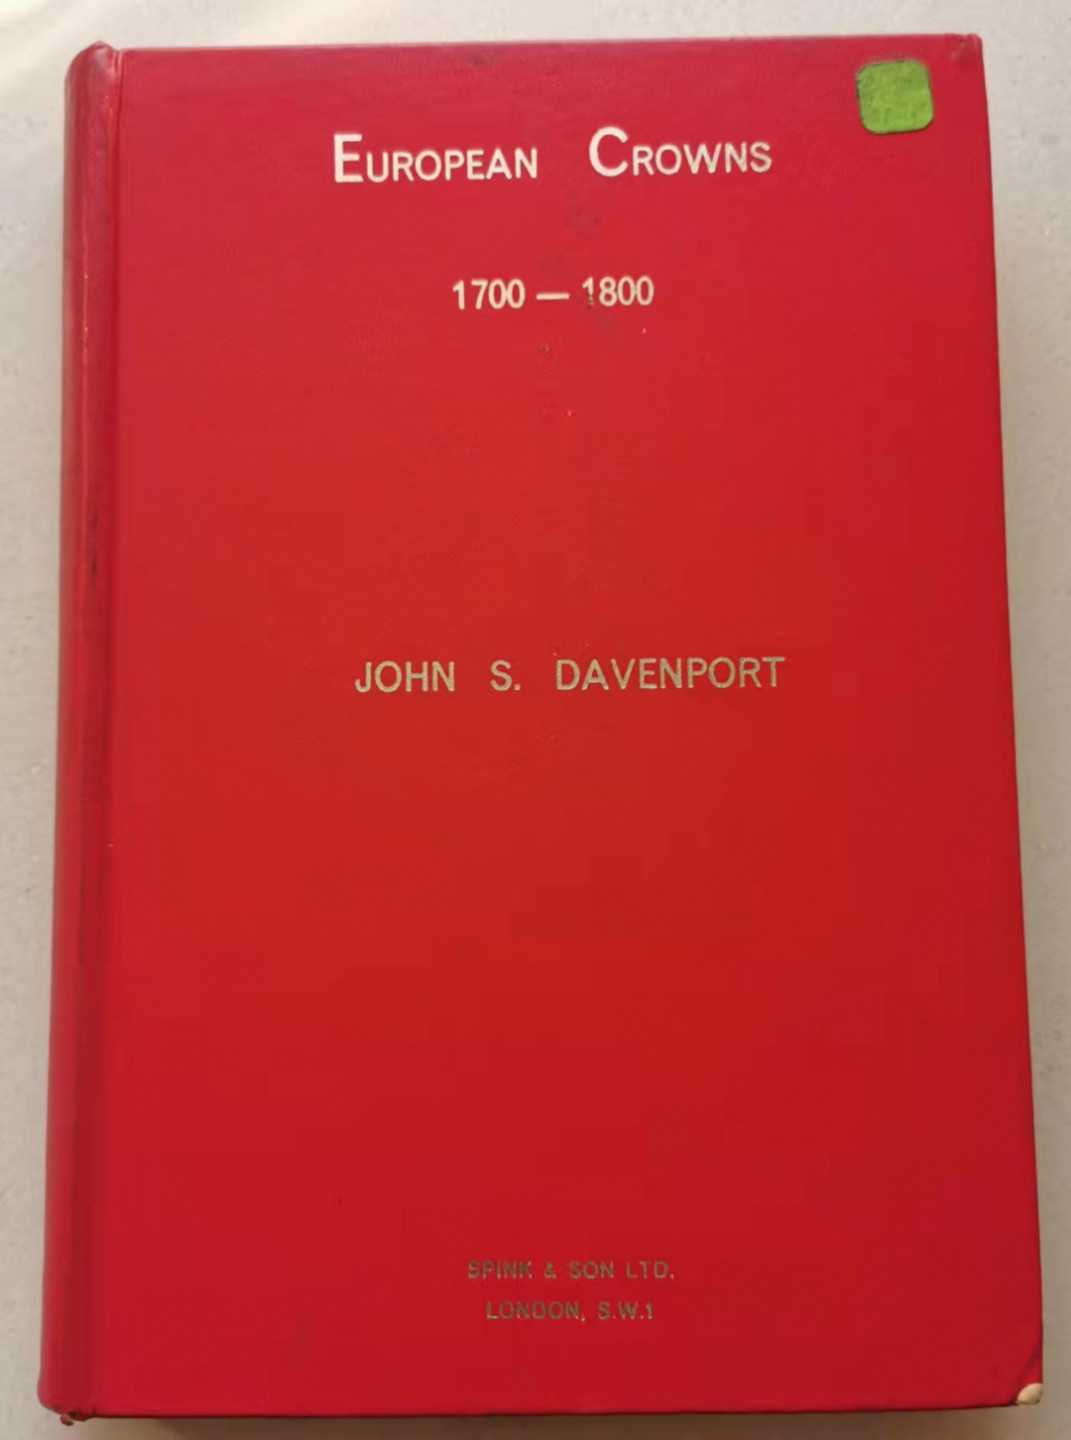 EUROPEAN CROWNS
1700 — 1800
JOHN S. DAVENPORT
SPINK & SON LTD.
LONDON, S.W.1